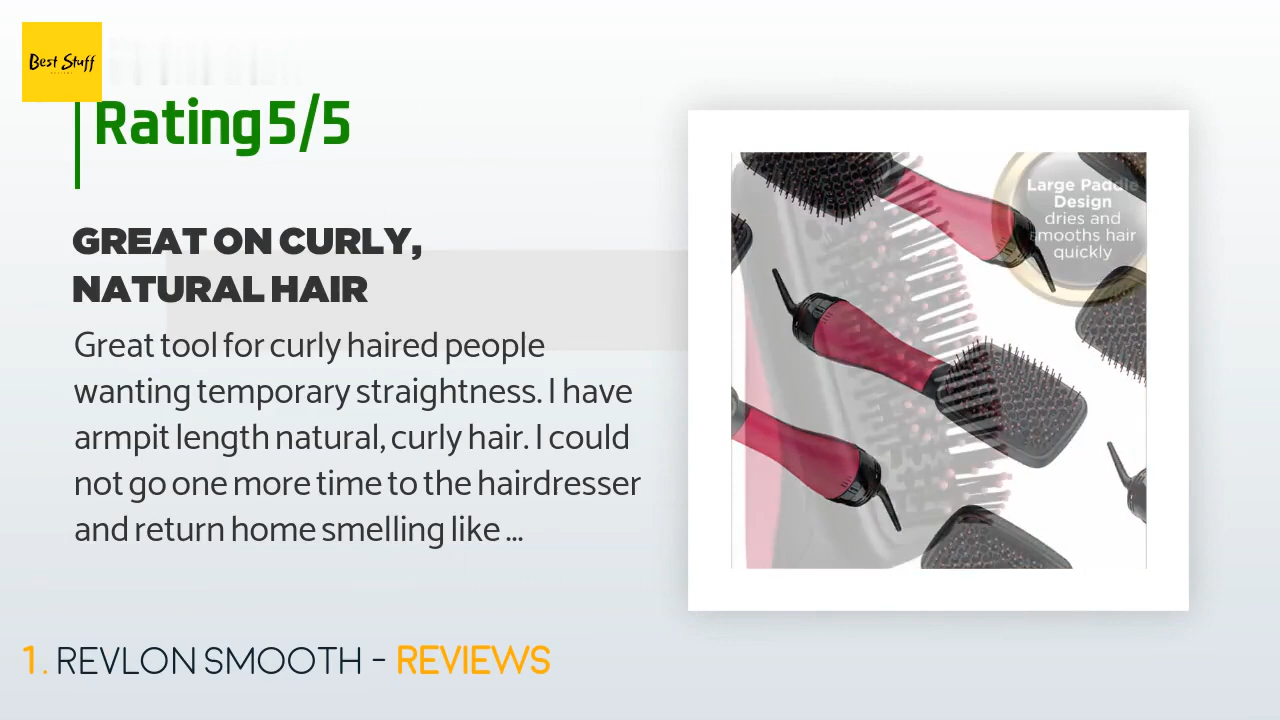 Best Stuff
Rating 5/5
GREAT ON CURLY,
NATURAL HAIR
Great tool for curly haired people
wanting temporary straightness. I have
armpit length natural, curly hair. I could
not go one more time to the hairdresser
and return home smelling like ...
Large Paddle
Design
dries and
smooths hair
quickly
1. REVLON SMOOTH - REVIEWS